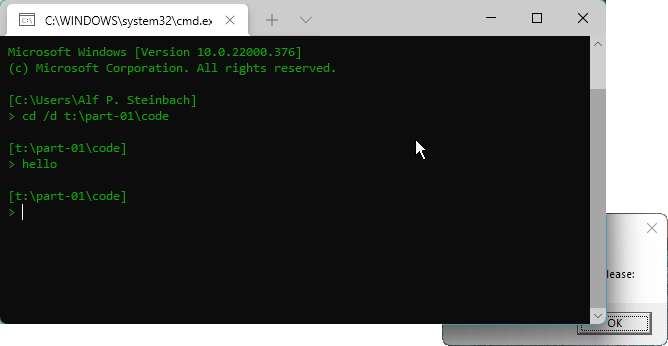 C:\WINDOWS\system32\cmd.ex
Microsoft Windows [Version 10.0.22000.376]
(c) Microsoft Corporation. All rights reserved.
[C:\Users\Alf P. Steinbach]
> cd /d t:\part-01\code
[t:\part-01\code]
> hello
[t:\part-01\code]
>
lease:
OK